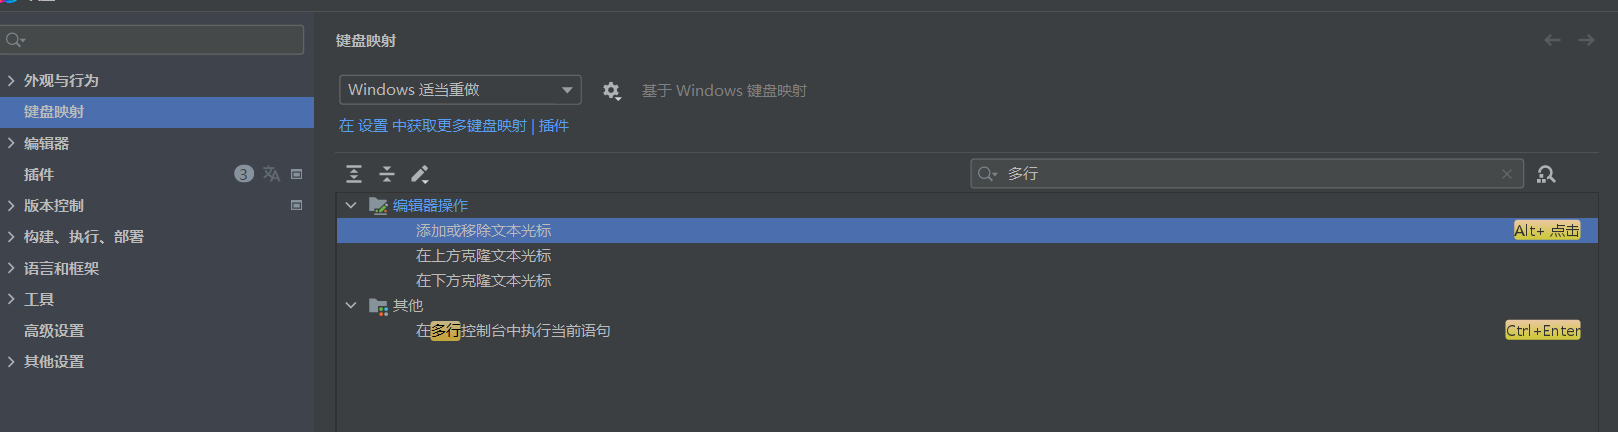 键盘映射
外观与行为
键盘映射
编辑器
插件 3
版本控制
构建、执行、部署
语言和框架
工具
高级设置
其他设置
Windows 适当重做
基于 Windows 键盘映射
在 设置 中获取更多键盘映射 | 插件
多行
编辑器操作
添加或移除文本光标 Alt+ 点击
在上方克隆文本光标
在下方克隆文本光标
其他
在多行控制台中执行当前语句 Ctrl+Enter